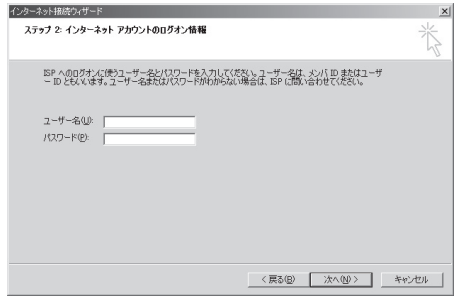 インターネット接続ウィザード
ステップ 2: インターネット アカウントのログオン情報
ISP へのログオンに使うユーザー名とパスワードを入力してください。ユーザー名は、メンバ ID またはユーザ
ー ID ともいいます。ユーザー名またはパスワードがわからない場合は、ISP に問い合わせてください。
ユーザー名(U):
パスワード(P):
< 戻る(B)
次へ(N) >
キャンセル